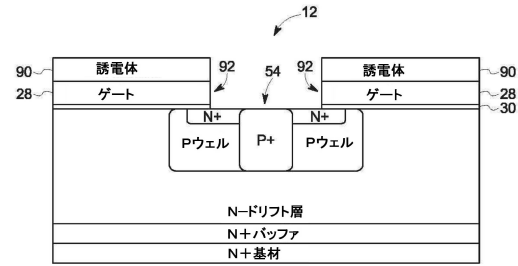 12
90 誘電体 92 54 92 誘電体 90
28 ゲート ゲート 28
30
N+ N+
Pウェル P+ Pウェル
N−ドリフト層
N+バッファ
N+基材